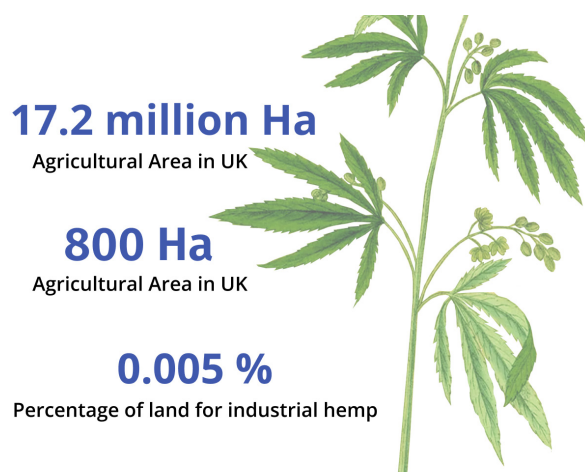 17.2 million Ha
Agricultural Area in UK
800 Ha
Agricultural Area in UK
0.005 %
Percentage of land for industrial hemp